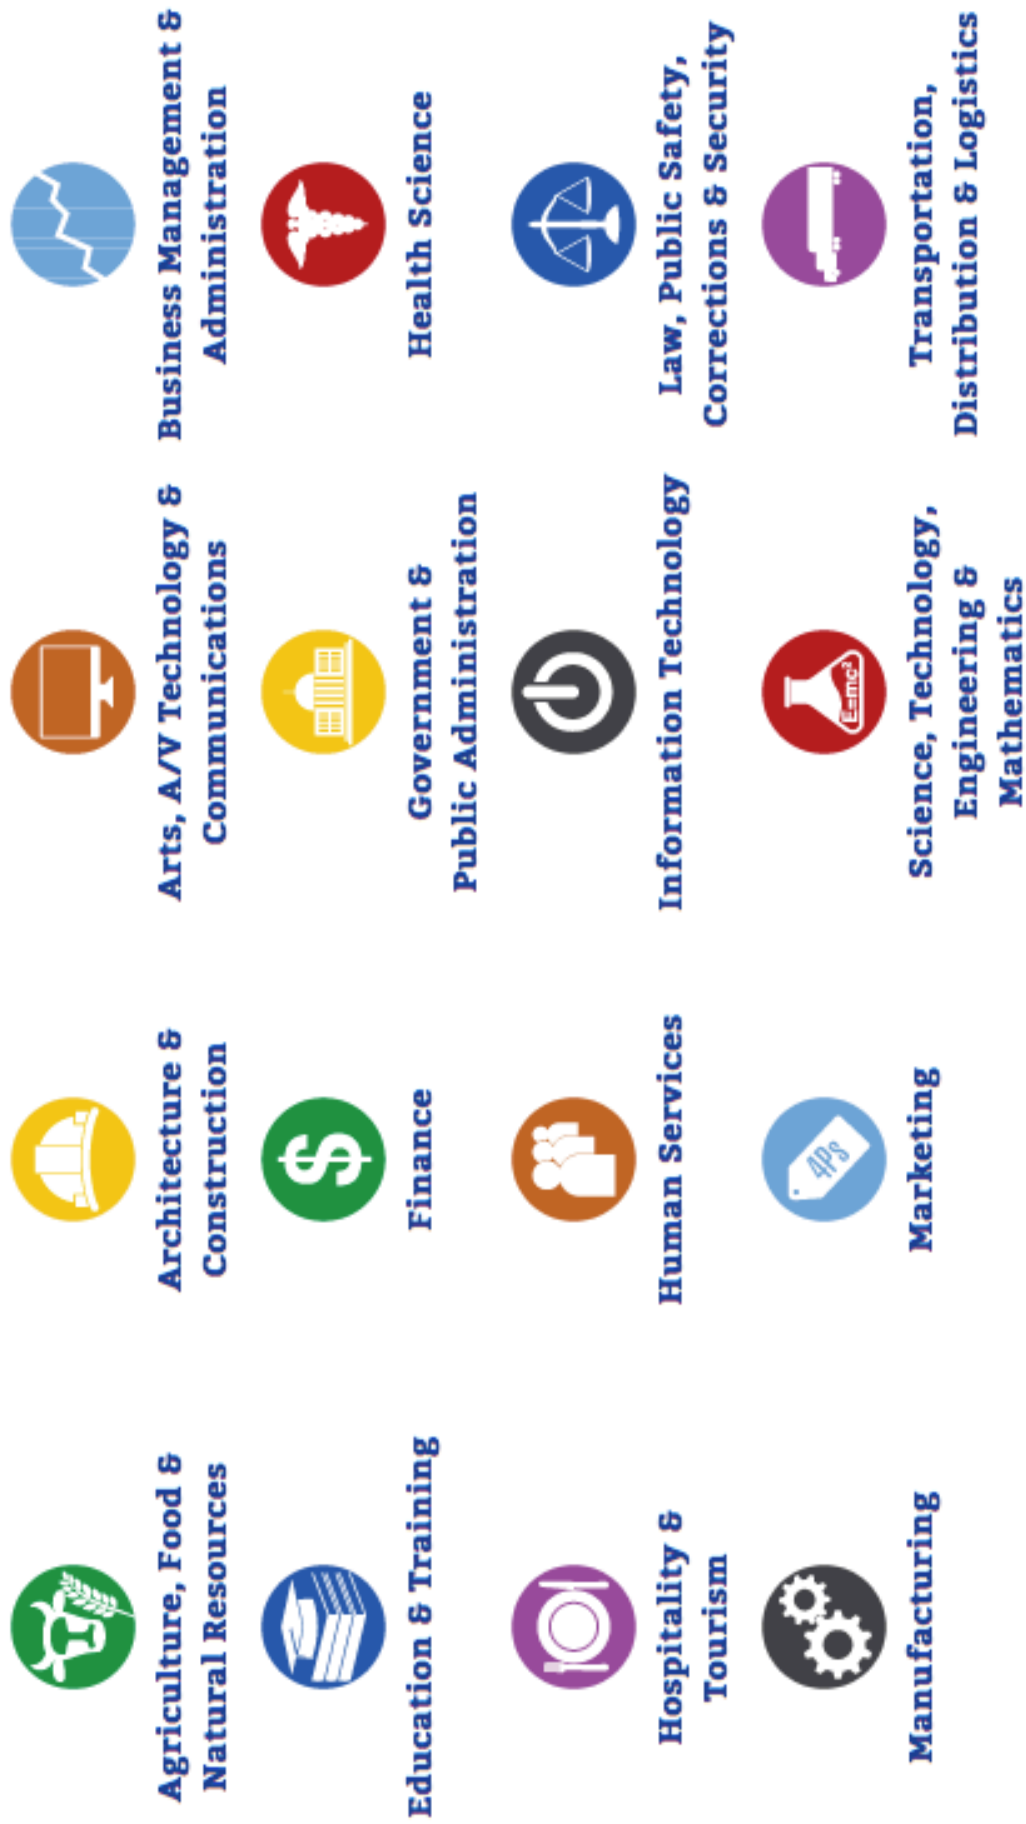 Agriculture, Food &
Natural Resources
Architecture &
Construction
Arts, A/V Technology &
Communications
Business Management &
Administration
Education & Training
Finance
$
Government &
Public Administration
Health Science
Hospitality &
Tourism
Human Services
Information Technology
Law, Public Safety,
Corrections & Security
Manufacturing
4Ps
Marketing
E=mc²
Science, Technology,
Engineering &
Mathematics
Transportation,
Distribution & Logistics